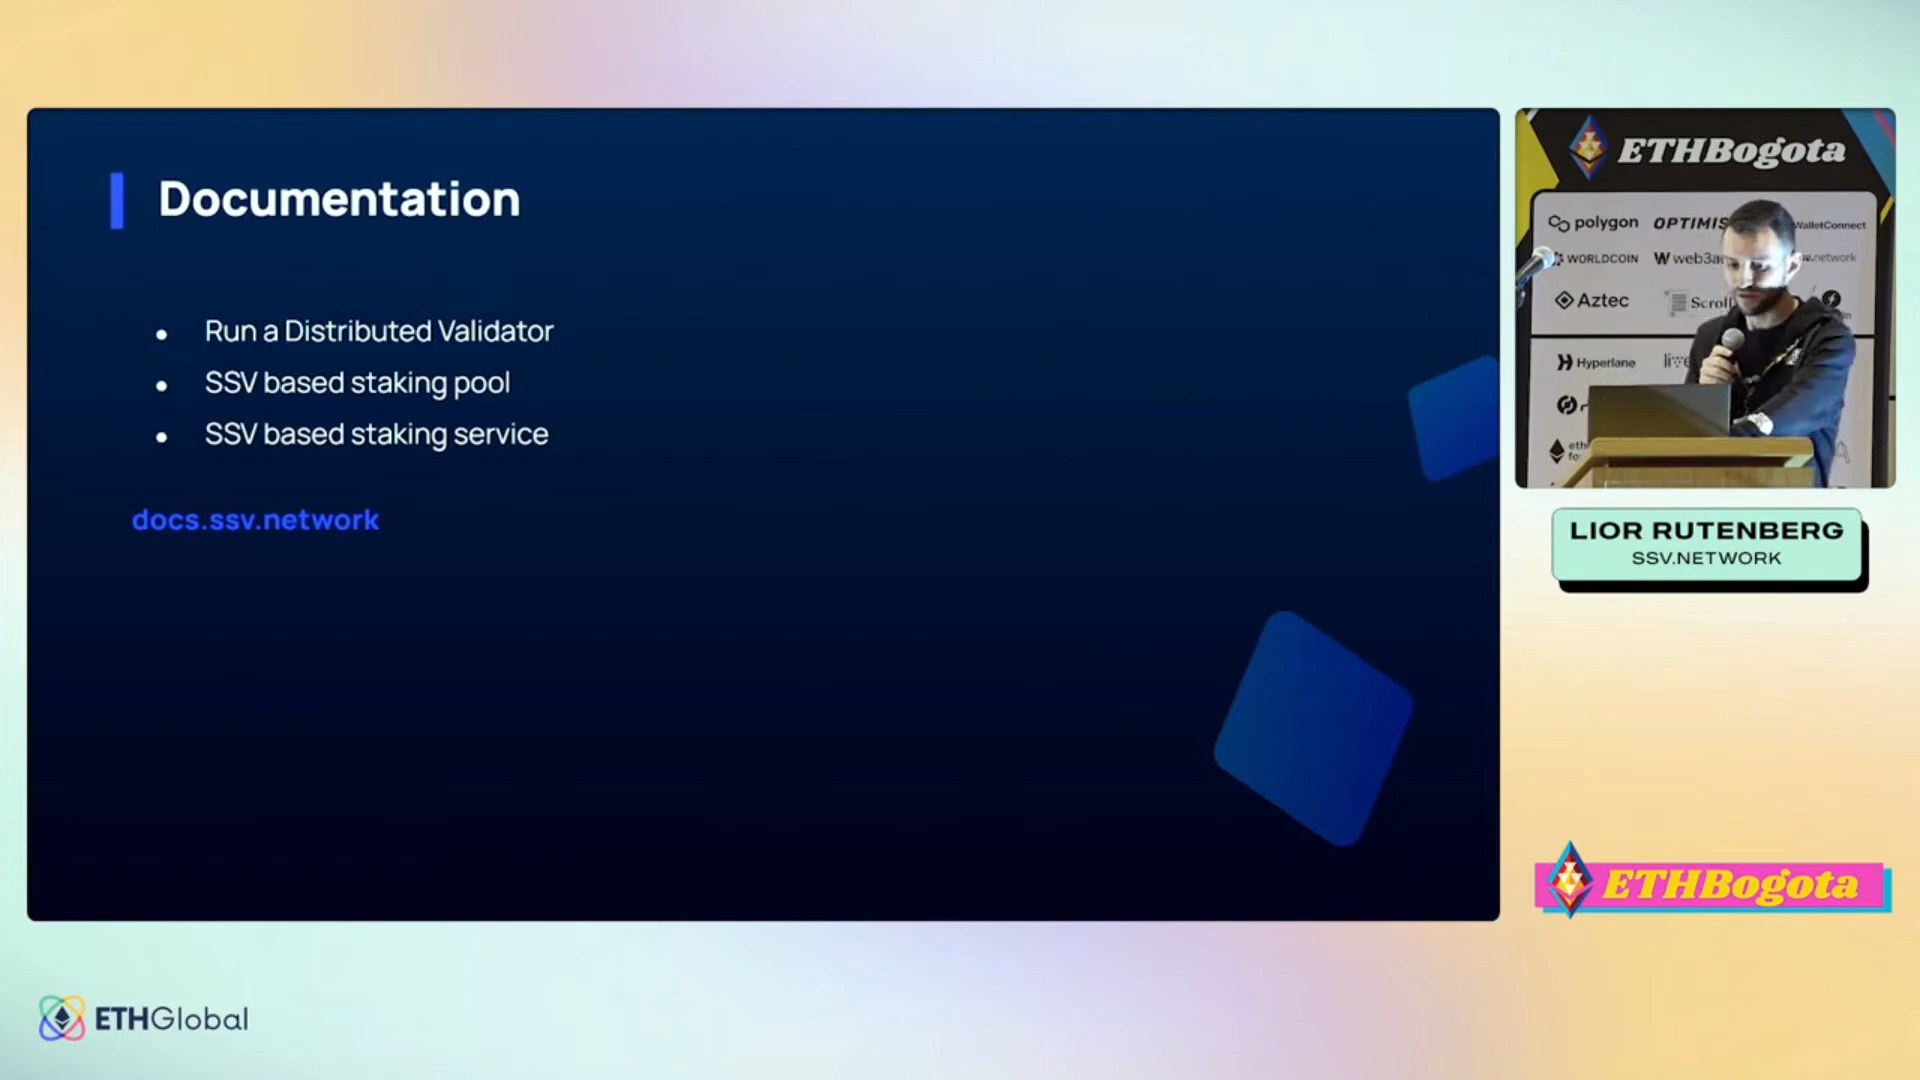 Documentation
Run a Distributed Validator
SSV based staking pool
SSV based staking service
docs.ssv.network
ETHBogota
polygon
WalletConnect
WORLDCOIN
Aztec
Scroll
Hyperlane
LIOR RUTENBERG
SSV.NETWORK
ETHBogota
ETHGlobal